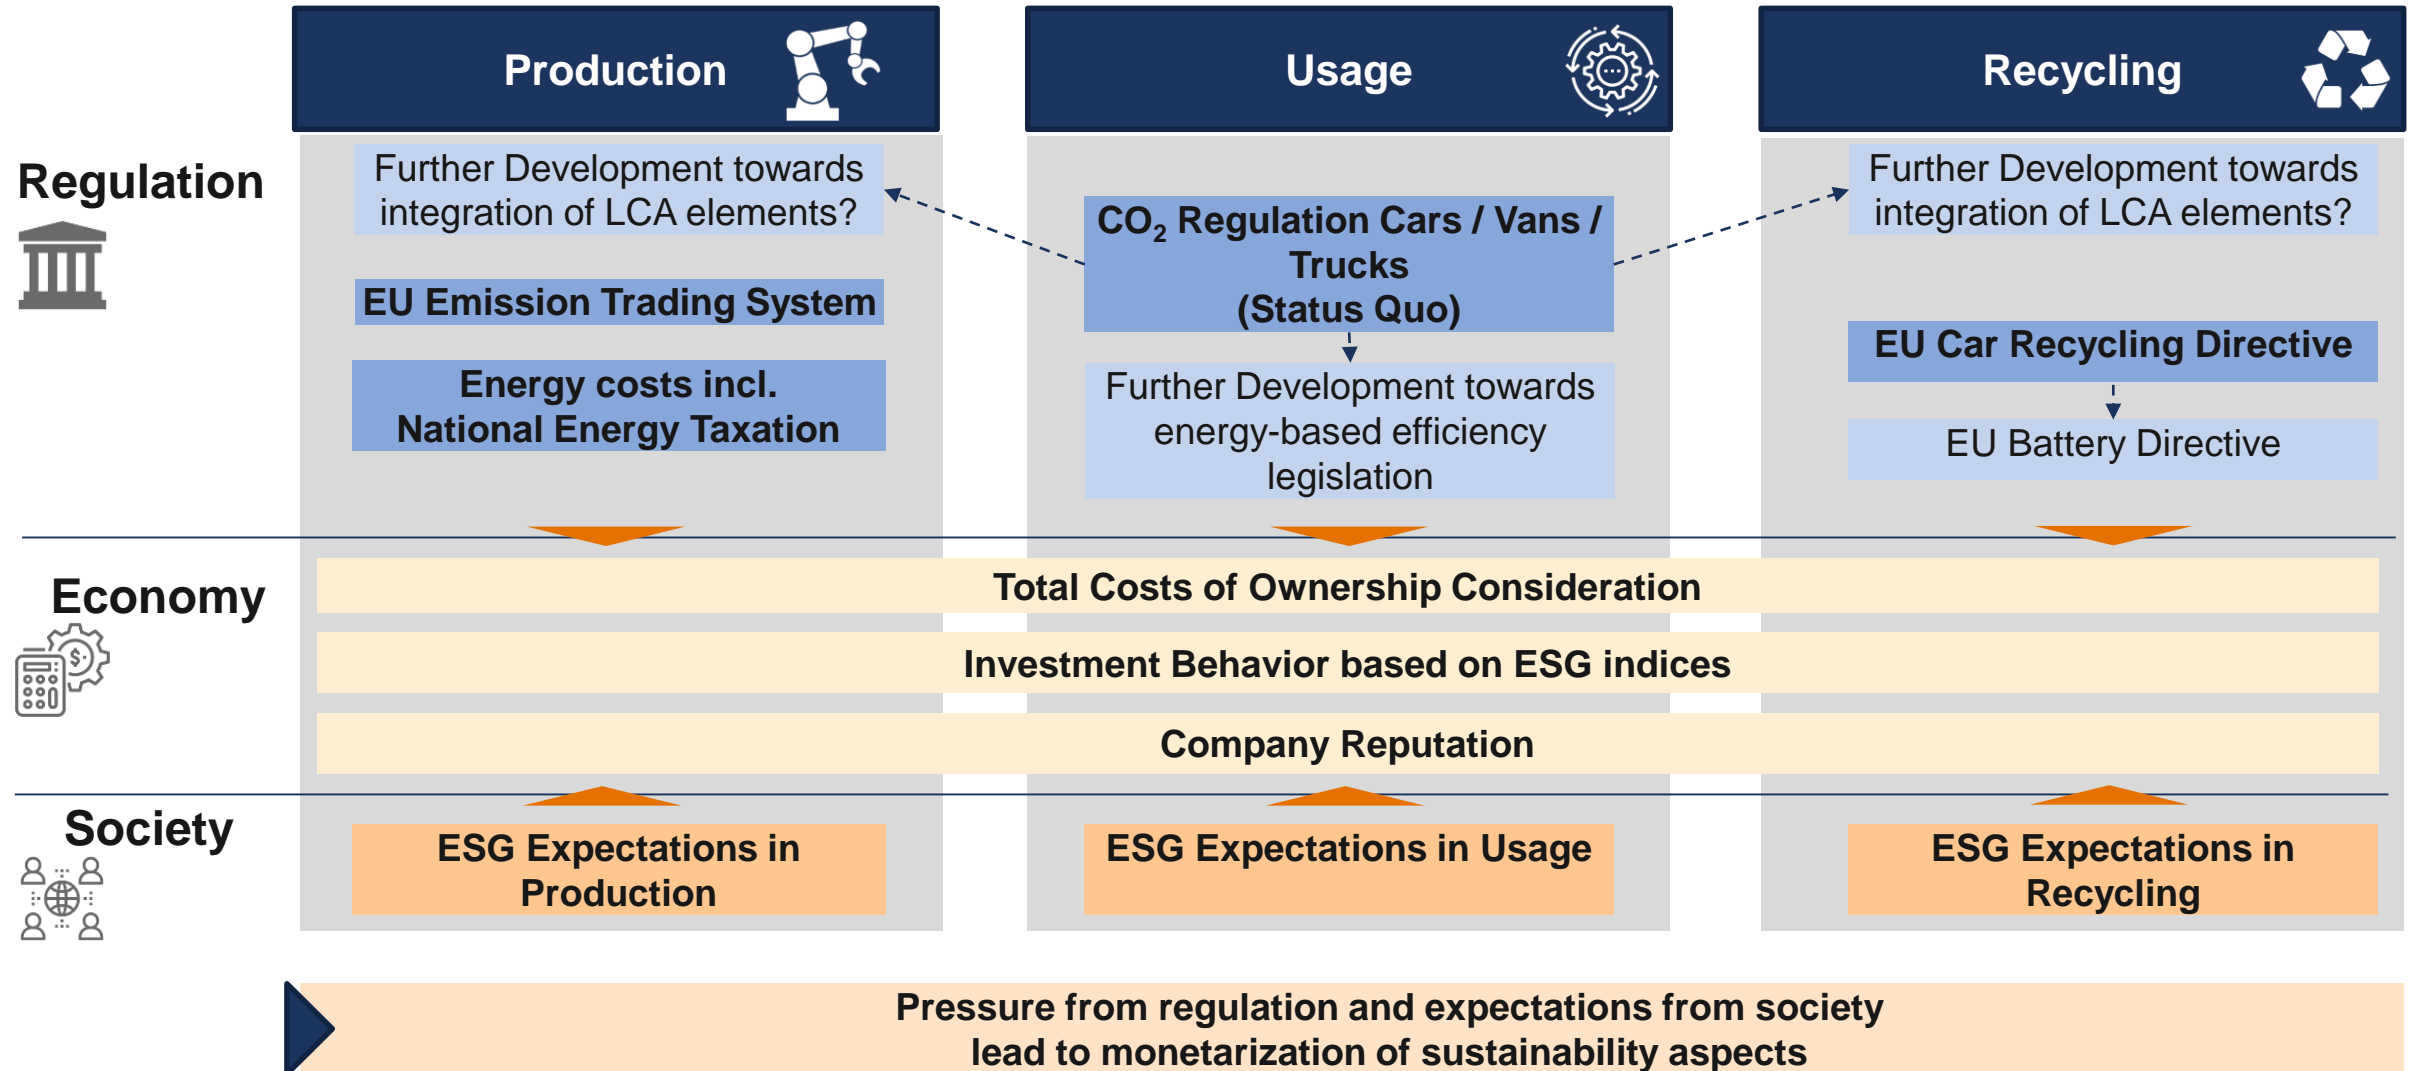 Production
Usage
Recycling
Regulation
Further Development towards
integration of LCA elements?
EU Emission Trading System
Energy costs incl.
National Energy Taxation
CO₂ Regulation Cars / Vans /
Trucks
(Status Quo)
Further Development towards
energy-based efficiency
legislation
Further Development towards
integration of LCA elements?
EU Car Recycling Directive
EU Battery Directive
Economy
Total Costs of Ownership Consideration
Investment Behavior based on ESG indices
Company Reputation
Society
ESG Expectations in
Production
ESG Expectations in Usage
ESG Expectations in
Recycling
Pressure from regulation and expectations from society
lead to monetarization of sustainability aspects